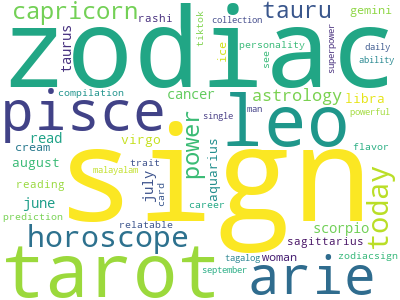 capricorn
rashi
tiktok
collection
tauru
gemini
zodiac
taurus
ice
personality
see
superpower
daily
ability
compilation
cancer
man
astrology
libra
pisce
leo
single
powerful
read
cream
virgo
power
flavor
august
trait
malayalam
sign
aquarius
today
reading
card
july
career
june
prediction
relatable
scorpio
horoscope
sagittarius
woman
zodiacsign
tarot
tagalog
september
arie